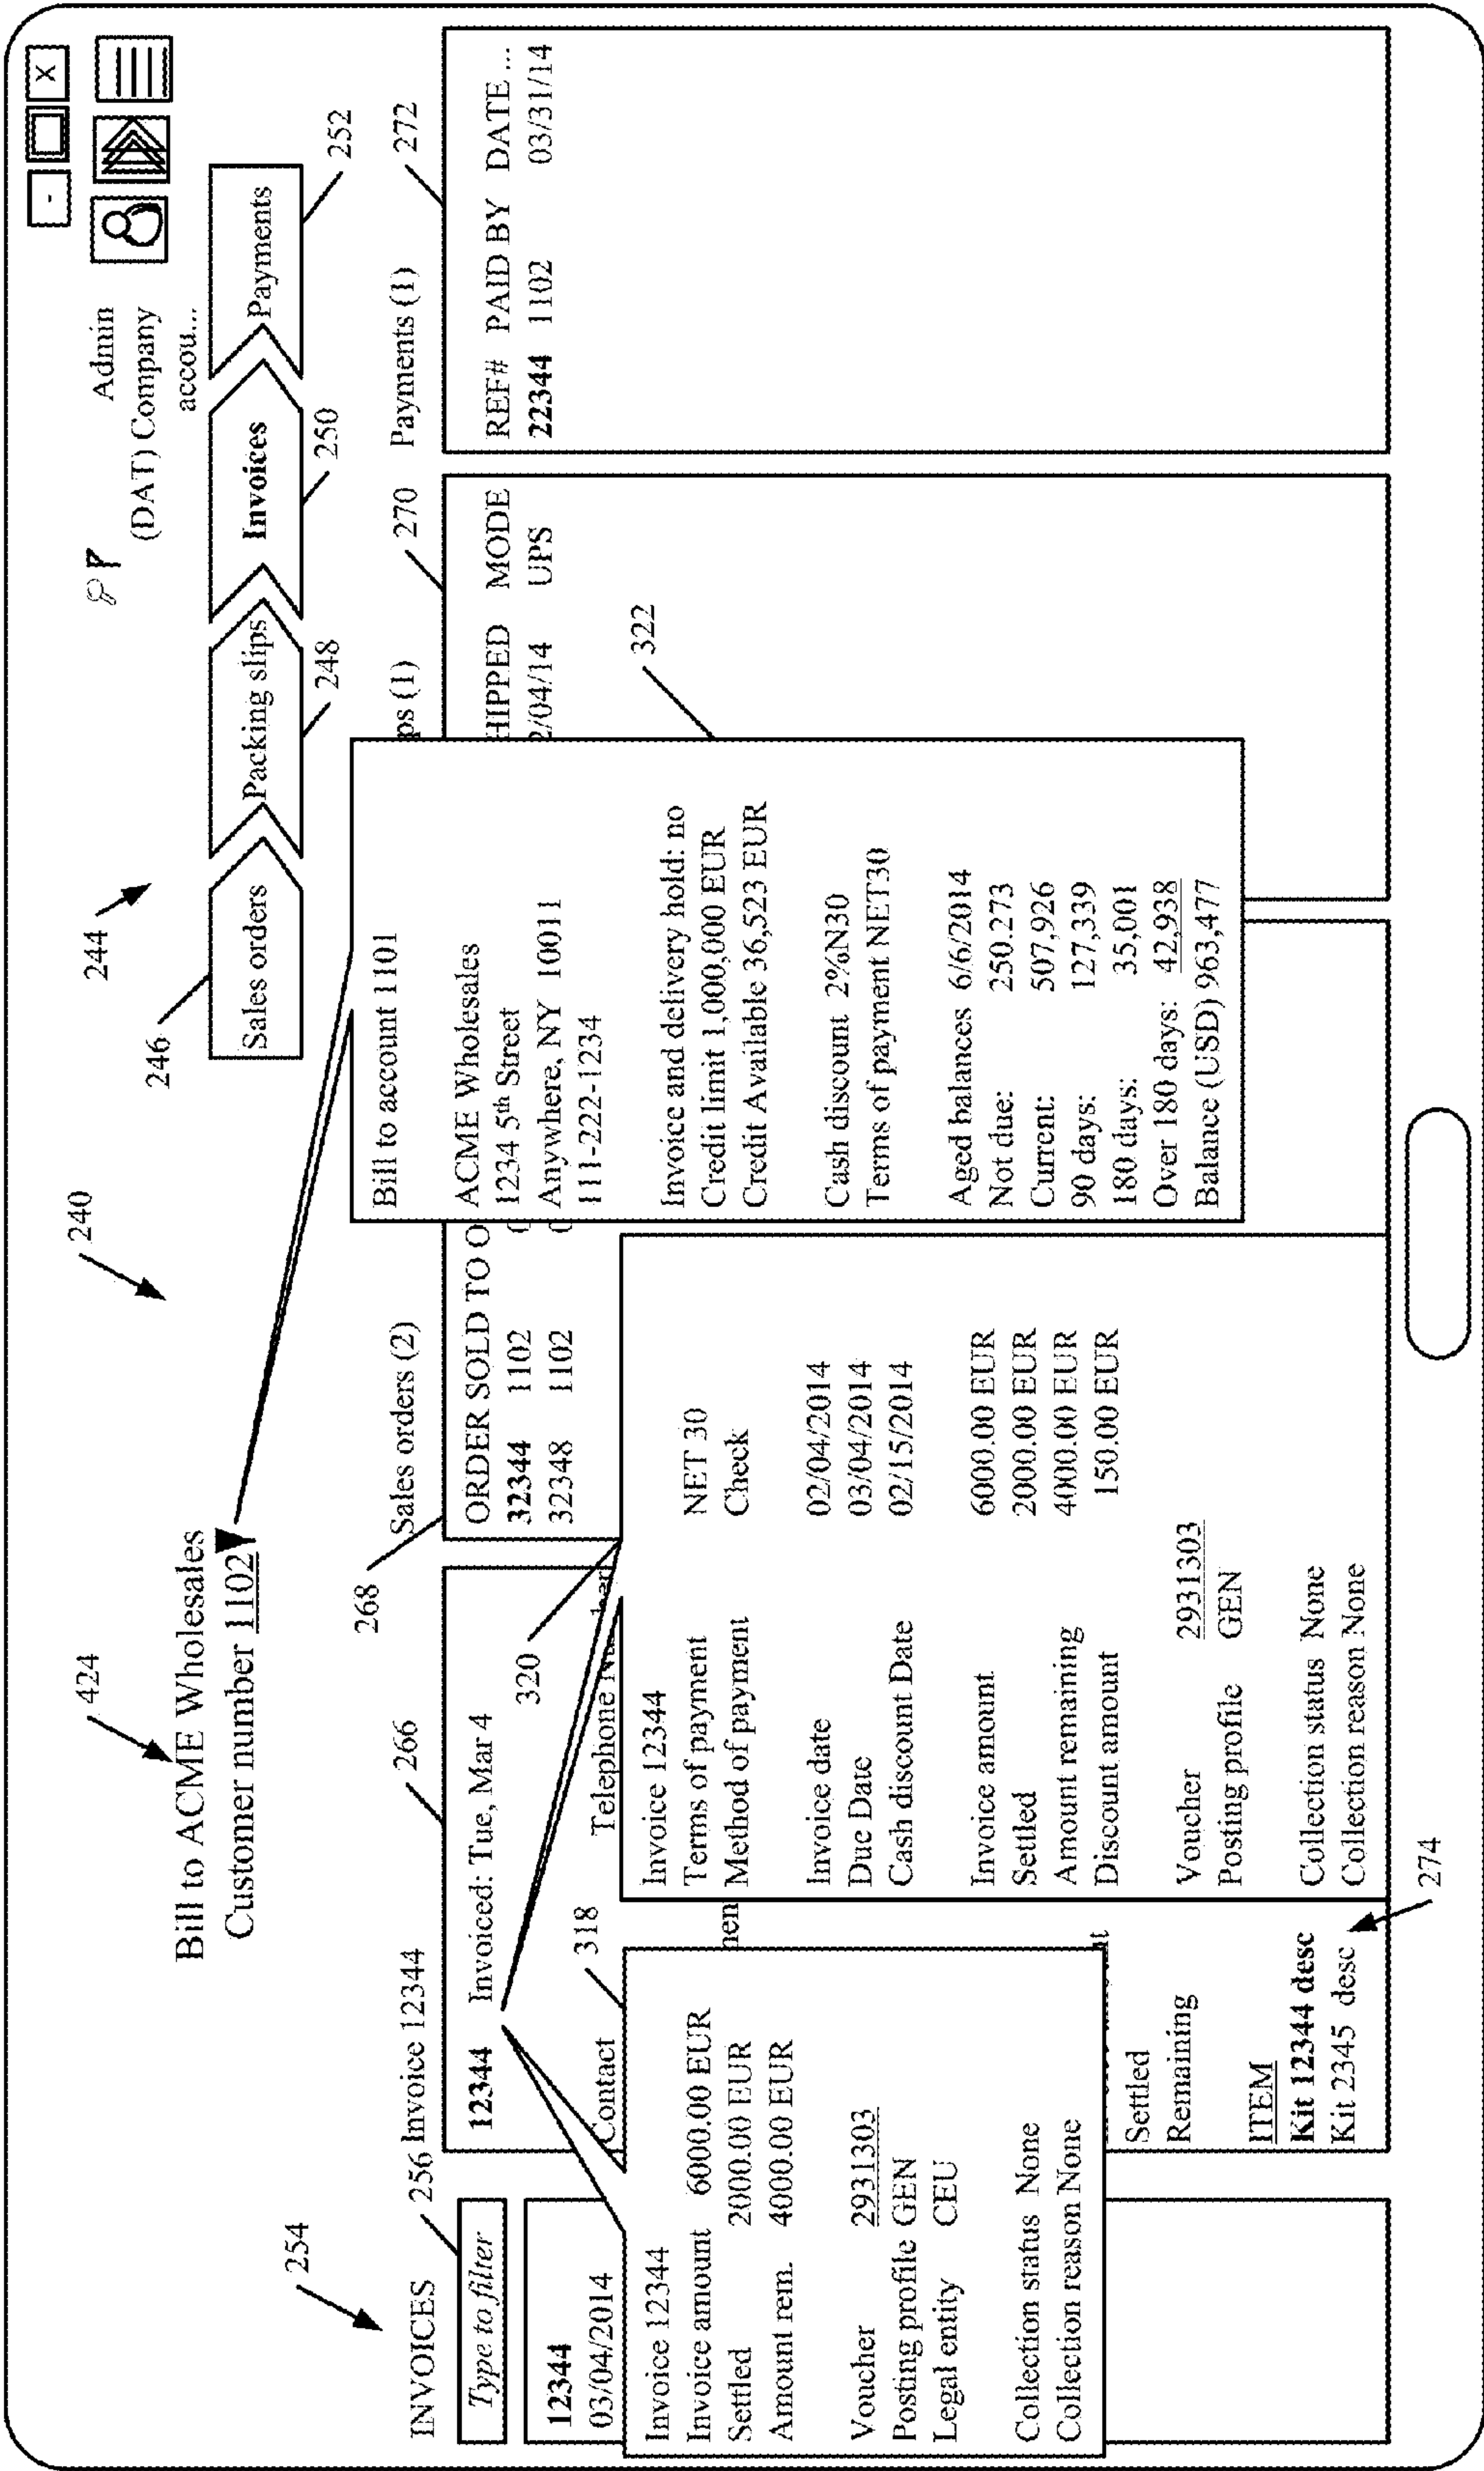 - X
Admin
(DAT) Company
accou...
240
244
424
Bill to ACME Wholesales
Customer number 1102
246
Sales orders
Packing slips
Invoices
Payments
248
250
252
254
INVOICES
256
Type to filter
12344
03/04/2014
Invoice 12344
266
12344 Invoiced: Tue, Mar 4
Contact
318
320
Telephone
Settled
Remaining
ITEM
Kit 12344 desc
Kit 2345 desc
274
Invoice 12344
Invoice amount 6000.00 EUR
Settled 2000.00 EUR
Amount rem. 4000.00 EUR
Voucher 2931303
Posting profile GEN
Legal entity CEU
Collection status None
Collection reason None
Invoice 12344
Terms of payment NET 30
Method of payment Check
Invoice date 02/04/2014
Due Date 03/04/2014
Cash discount Date 02/15/2014
Invoice amount 6000.00 EUR
Settled 2000.00 EUR
Amount remaining 4000.00 EUR
Discount amount 150.00 EUR
Voucher 2931303
Posting profile GEN
Collection status None
Collection reason None
268
Sales orders (2)
ORDER SOLD TO O
32344 1102
32348 1102
322
Bill to account 1101
ACME Wholesales
1234 5th Street
Anywhere, NY 10011
111-222-1234
Invoice and delivery hold: no
Credit limit 1,000,000 EUR
Credit Available 36,523 EUR
Cash discount 2%N30
Terms of payment NET30
Aged balances 6/6/2014
Not due: 250.273
Current: 507,926
90 days: 127,339
180 days: 35,001
Over 180 days: 42,938
Balance (USD) 963,477
ps (1)
270
HIPPED MODE
2/04/14 UPS
Payments (1)
272
REF# PAID BY DATE ...
22344 1102 03/31/14